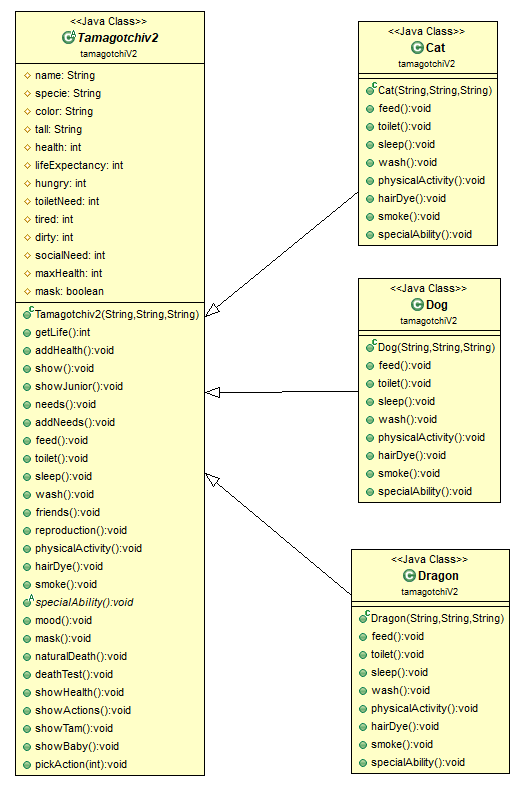 <<Java Class>>
Tamagotchiv2
tamagotchiV2
name: String
specie: String
color: String
tall: String
health: int
lifeExpectancy: int
hungry: int
toiletNeed: int
tired: int
dirty: int
socialNeed: int
maxHealth: int
mask: boolean
Tamagotchiv2(String,String,String)
getLife():int
addHealth():void
show():void
showJunior():void
needs():void
addNeeds():void
feed():void
toilet():void
sleep():void
wash():void
friends():void
reproduction():void
physicalActivity():void
hairDye():void
smoke():void
specialAbility():void
mood():void
mask():void
naturalDeath():void
deathTest():void
showHealth():void
showActions():void
showTam():void
showBaby():void
pickAction(int):void
<<Java Class>>
Cat
tamagotchiV2
Cat(String,String,String)
feed():void
toilet():void
sleep():void
wash():void
physicalActivity():void
hairDye():void
smoke():void
specialAbility():void
<<Java Class>>
Dog
tamagotchiV2
Dog(String,String,String)
feed():void
toilet():void
sleep():void
wash():void
physicalActivity():void
hairDye():void
smoke():void
specialAbility():void
<<Java Class>>
Dragon
tamagotchiV2
Dragon(String,String,String)
feed():void
toilet():void
sleep():void
wash():void
physicalActivity():void
hairDye():void
smoke():void
specialAbility():void